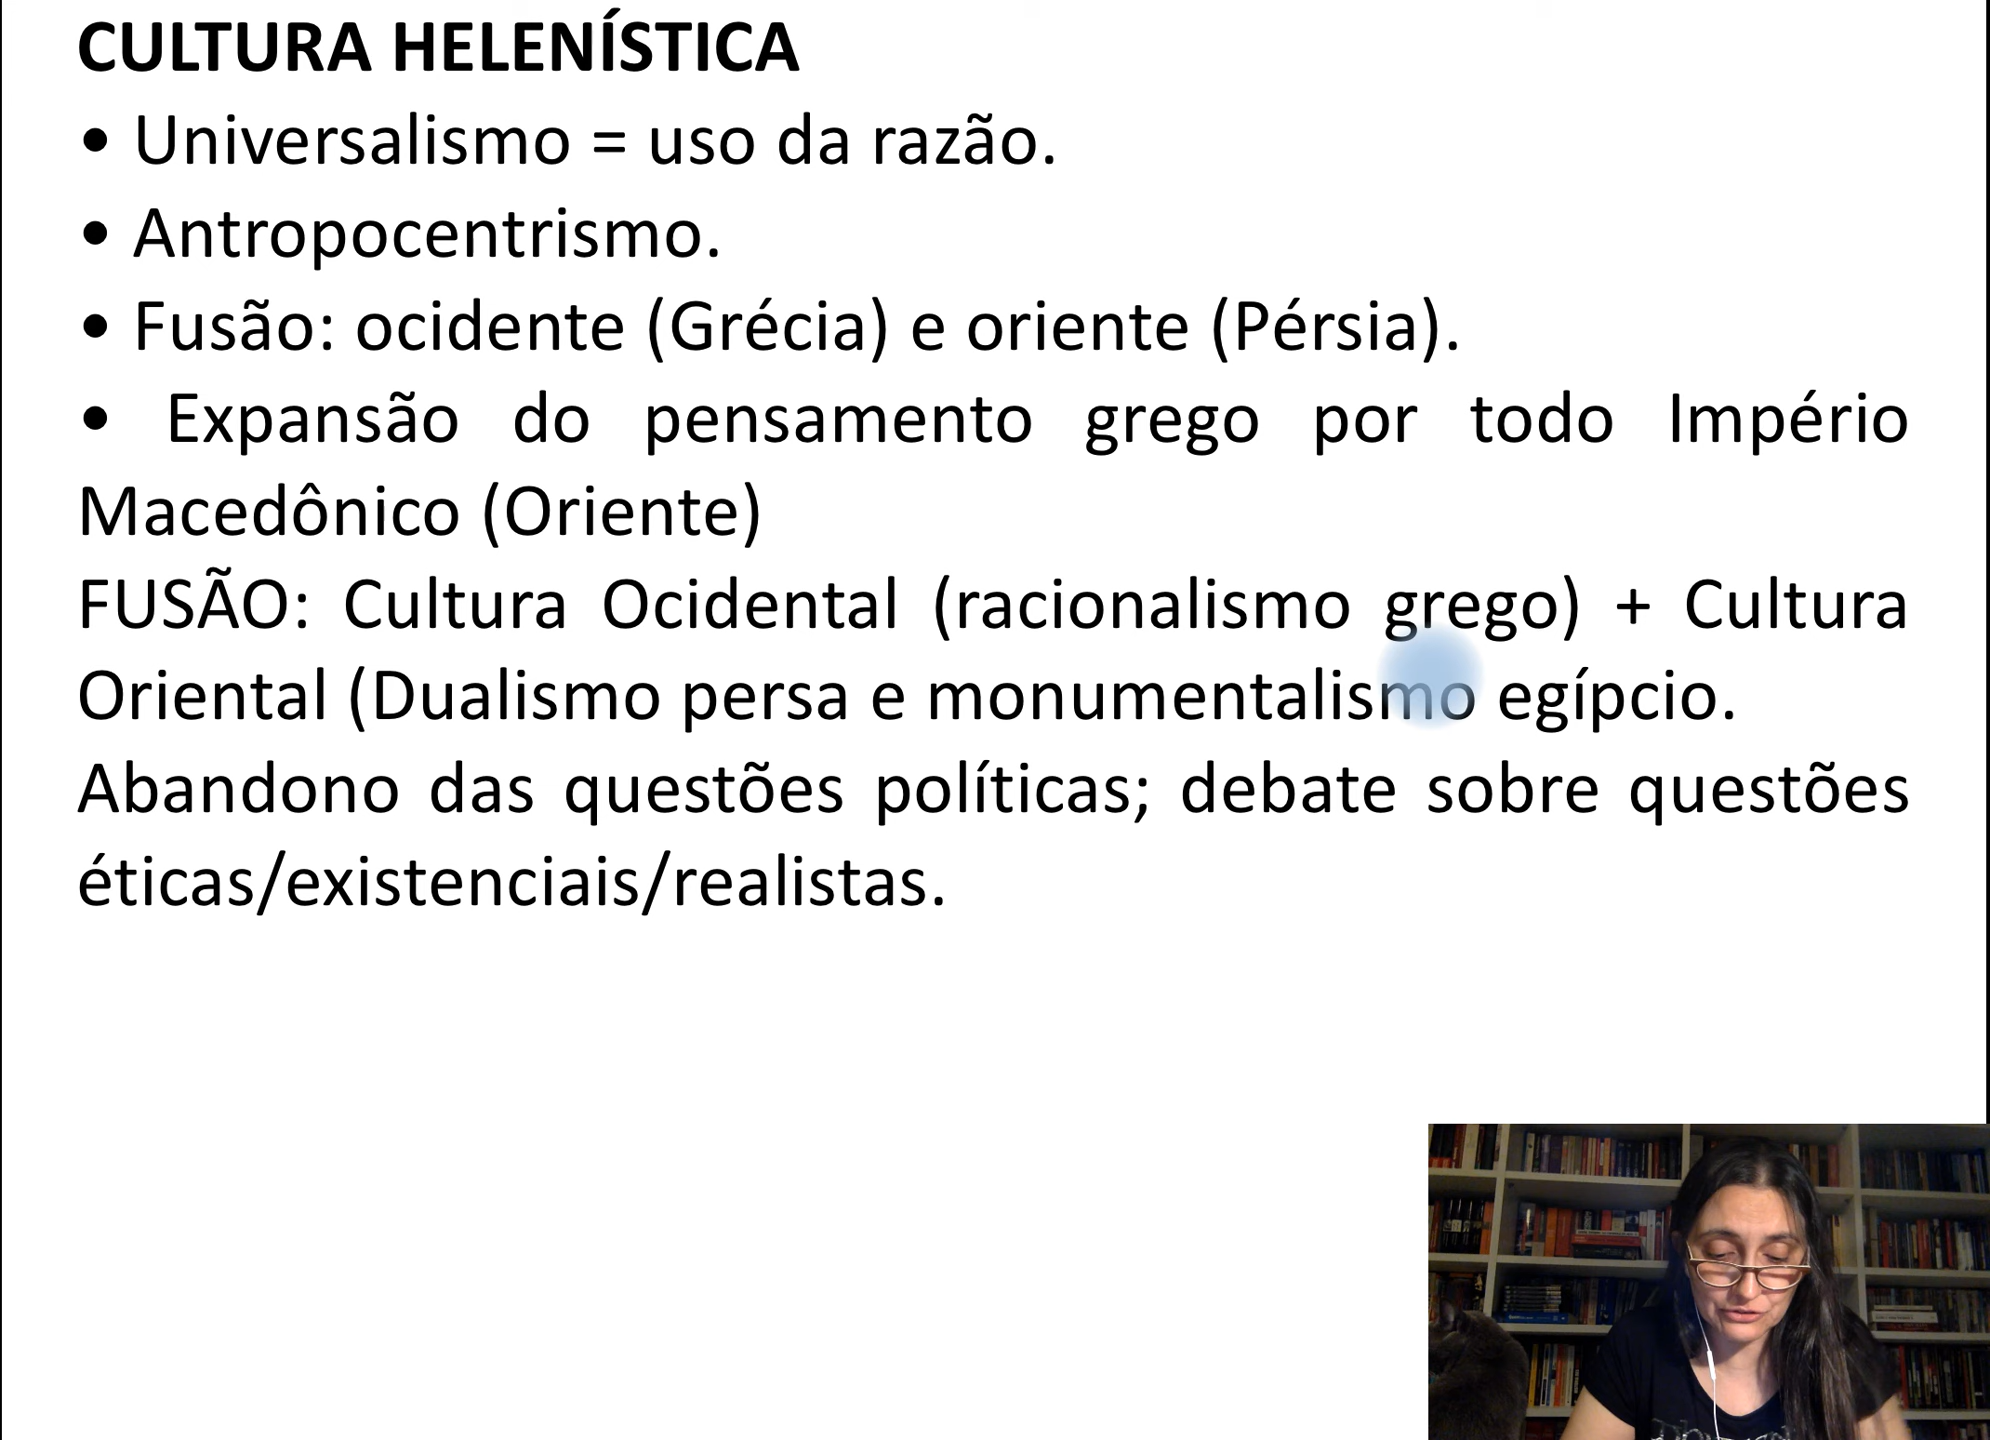 CULTURA HELENÍSTICA
• Universalismo = uso da razão.
• Antropocentrismo.
• Fusão: ocidente (Grécia) e oriente (Pérsia).
• Expansão do pensamento grego por todo Império
Macedônico (Oriente)
FUSÃO: Cultura Ocidental (racionalismo grego) + Cultura
Oriental (Dualismo persa e monumentalismo egípcio.
Abandono das questões políticas; debate sobre questões
éticas/existenciais/realistas.